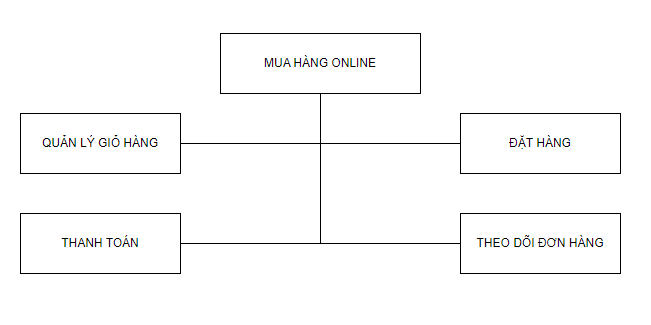 MUA HÀNG ONLINE
QUẢN LÝ GIỎ HÀNG
ĐẶT HÀNG
THANH TOÁN
THEO DÕI ĐƠN HÀNG